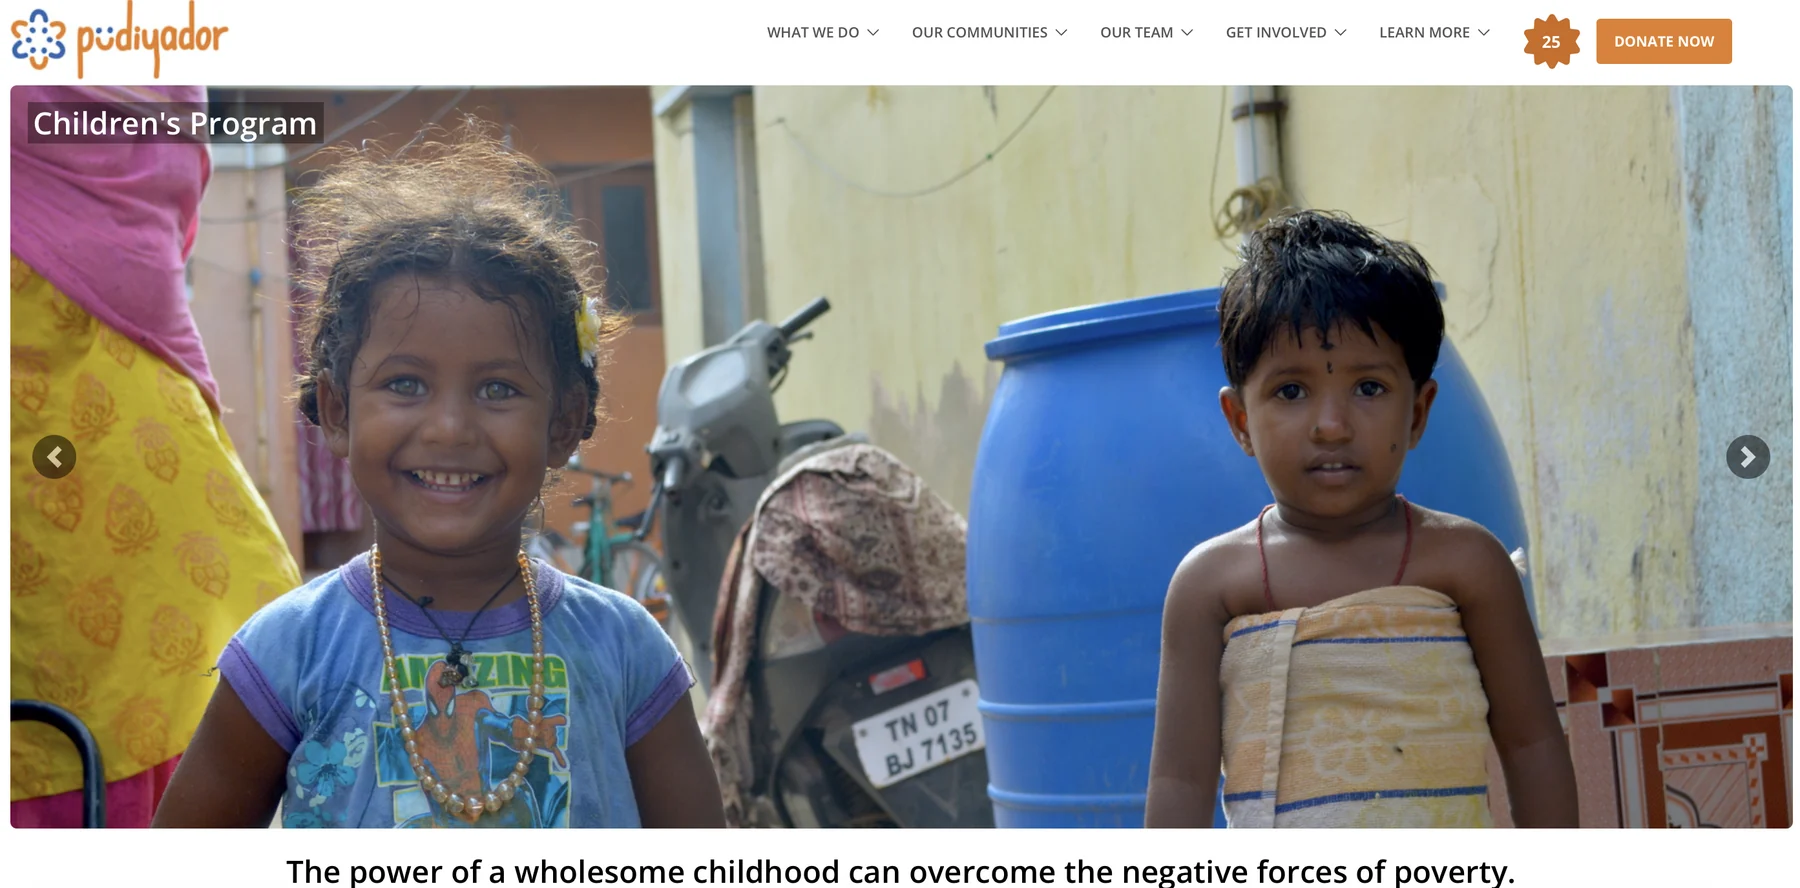 pudiyador
WHAT WE DO
OUR COMMUNITIES
OUR TEAM
GET INVOLVED
LEARN MORE
25
DONATE NOW
Children's Program
AMAZING
TN 07
BJ 7135
The power of a wholesome childhood can overcome the negative forces of poverty.